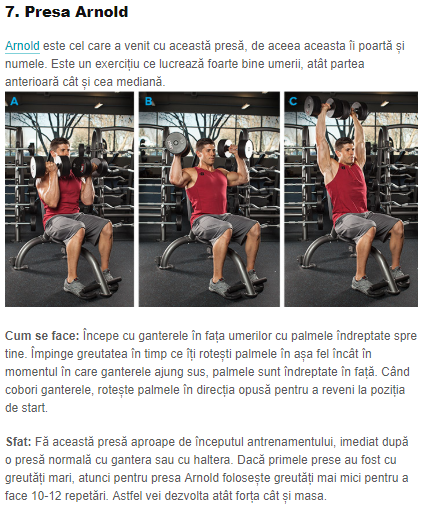 7. Presa Arnold
Arnold este cel care a venit cu această presă, de aceea aceasta îi poartă și
numele. Este un exercițiu ce lucrează foarte bine umerii, atât partea
anterioară cât și cea mediană.
A B C
Cum se face: Începe cu ganterele în fața umerilor cu palmele îndreptate spre
tine. Împinge greutatea în timp ce îți rotești palmele în așa fel încât în
momentul în care ganterele ajung sus, palmele sunt îndreptate în față. Când
cobori ganterele, rotește palmele în direcția opusă pentru a reveni la poziția
de start.
Sfat: Fă această presă aproape de începutul antrenamentului, imediat după
o presă normală cu gantera sau cu haltera. Dacă primele prese au fost cu
greutăți mari, atunci pentru presa Arnold folosește greutăți mai mici pentru a
face 10-12 repetări. Astfel vei dezvolta atât forța cât și masa.